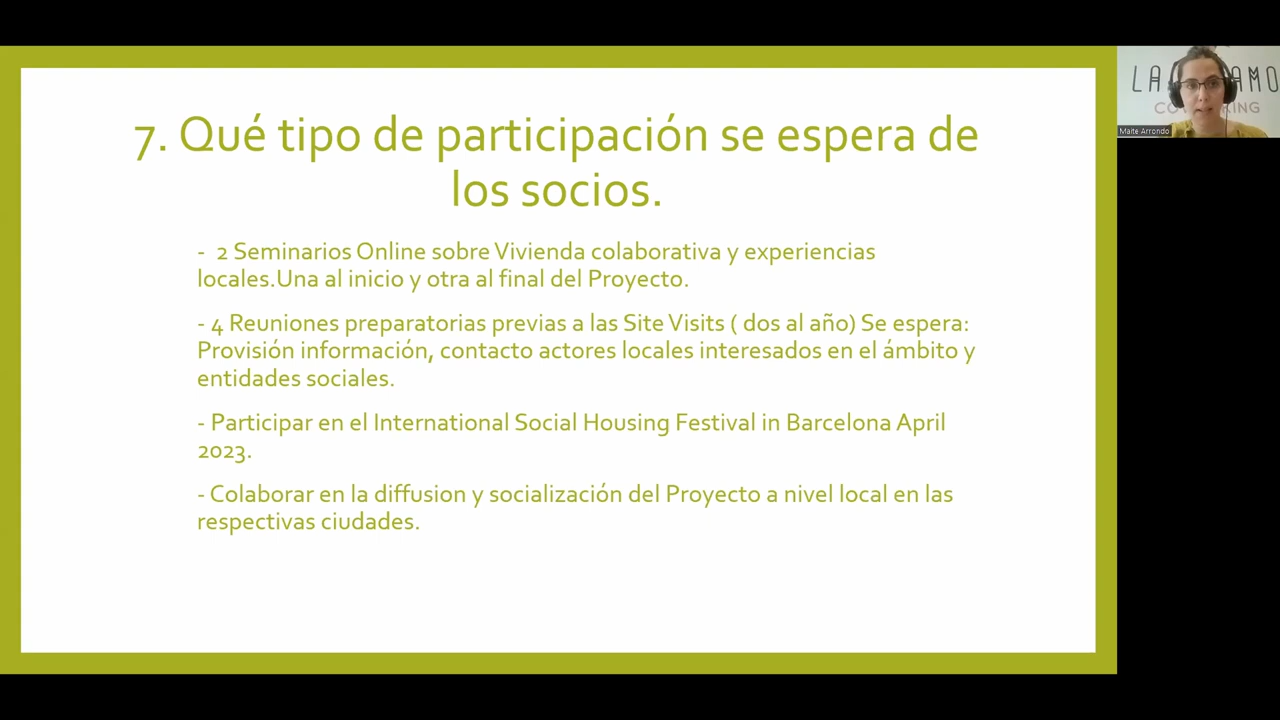 7. Qué tipo de participación se espera de
los socios.
- 2 Seminarios Online sobre Vivienda colaborativa y experiencias
locales.Una al inicio y otra al final del Proyecto.
- 4 Reuniones preparatorias previas a las Site Visits ( dos al año) Se espera:
Provisión información, contacto actores locales interesados en el ámbito y
entidades sociales.
- Participar en el International Social Housing Festival in Barcelona April
2023.
- Colaborar en la diffusion y socialización del Proyecto a nivel local en las
respectivas ciudades.
LA
Maite Arrondo